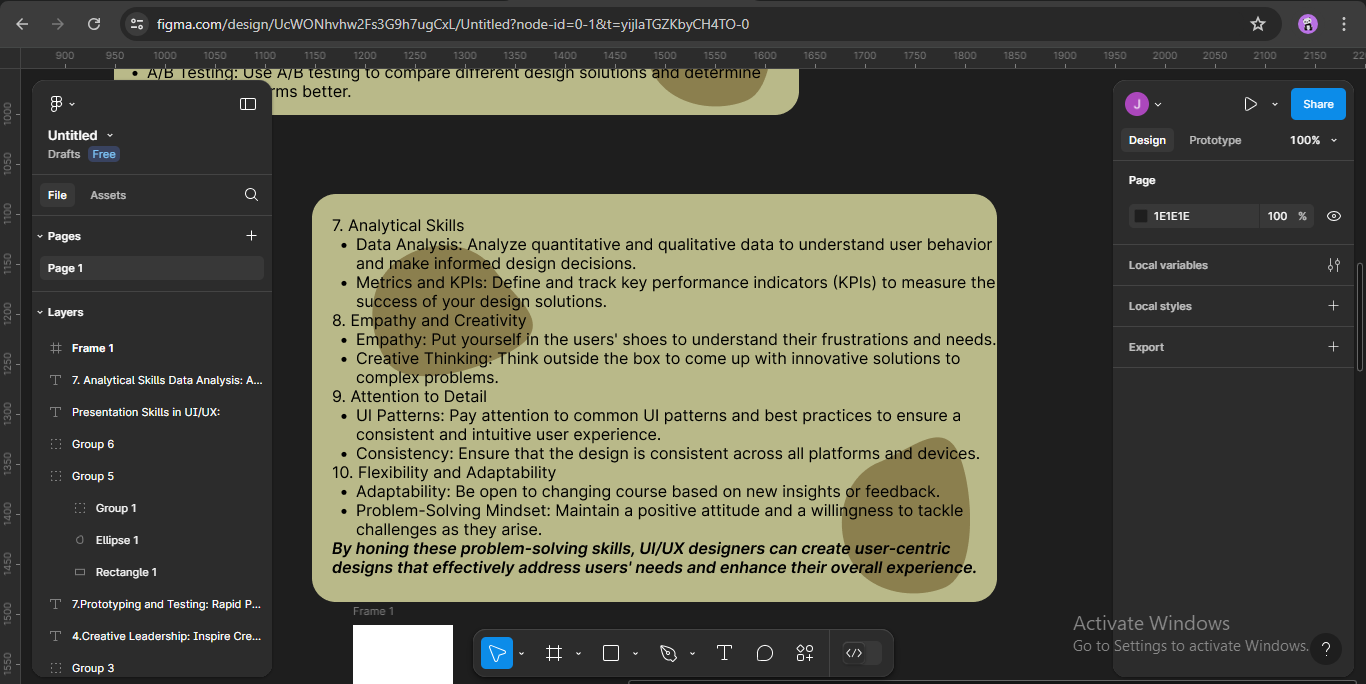 figma.com/design/UcWONhvhw2Fs3G9h7ugCxL/Untitled?node-id=0-1&t=yijlaTGZKbyCH4TO-0
900 950 1000 1050 1100 1150 1200 1250 1300 1350 1400 1450 1500 1550 1600 1650 1700 1750 1800 1850 1900 1950 2000 2050 2100 2150 22
1000
1050
1100
1150
1200
1250
1300
1350
1400
1450
1500
1550
• A/B Testing: Use A/B testing to compare different design solutions and determine
rms better.
Untitled
Drafts Free
File Assets
Pages
Page 1
Layers
Frame 1
7. Analytical Skills Data Analysis: A...
Presentation Skills in UI/UX:
Group 6
Group 5
Group 1
Ellipse 1
Rectangle 1
7.Prototyping and Testing: Rapid P...
4.Creative Leadership: Inspire Cre...
Group 3
7. Analytical Skills
• Data Analysis: Analyze quantitative and qualitative data to understand user behavior
and make informed design decisions.
• Metrics and KPIs: Define and track key performance indicators (KPIs) to measure the
success of your design solutions.
8. Empathy and Creativity
• Empathy: Put yourself in the users' shoes to understand their frustrations and needs.
• Creative Thinking: Think outside the box to come up with innovative solutions to
complex problems.
9. Attention to Detail
• UI Patterns: Pay attention to common UI patterns and best practices to ensure a
consistent and intuitive user experience.
• Consistency: Ensure that the design is consistent across all platforms and devices.
10. Flexibility and Adaptability
• Adaptability: Be open to changing course based on new insights or feedback.
• Problem-Solving Mindset: Maintain a positive attitude and a willingness to tackle
challenges as they arise.
By honing these problem-solving skills, UI/UX designers can create user-centric
designs that effectively address users' needs and enhance their overall experience.
Frame 1
J
Share
Design Prototype 100%
Page
1E1E1E 100 %
Local variables
Local styles
Export
Activate Windows
Go to Settings to activate Windows.
?